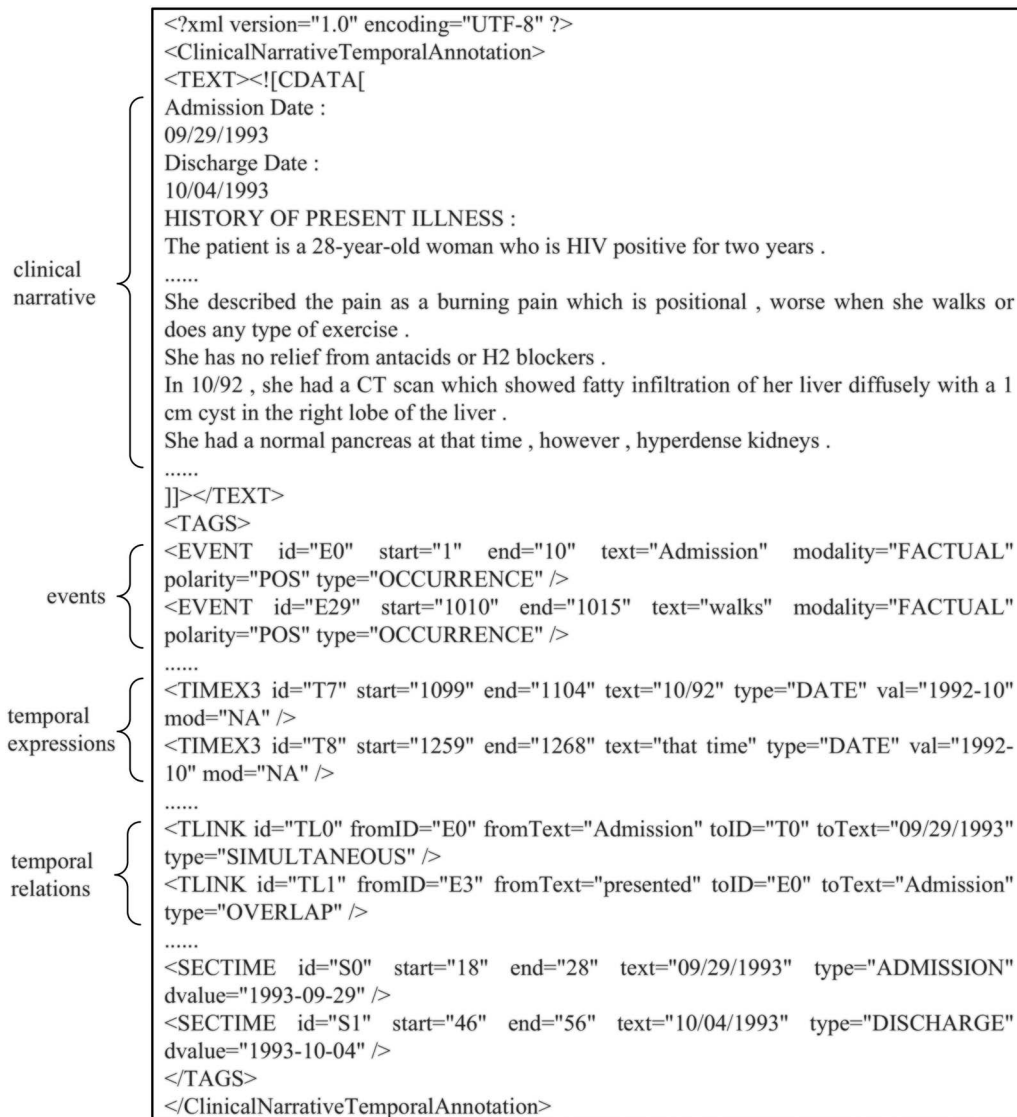 <?xml version="1.0" encoding="UTF-8" ?>
<ClinicalNarrativeTemporalAnnotation>
<TEXT><![CDATA[
Admission Date :
09/29/1993
Discharge Date :
10/04/1993
HISTORY OF PRESENT ILLNESS :
The patient is a 28-year-old woman who is HIV positive for two years .
......
clinical
narrative
She described the pain as a burning pain which is positional , worse when she walks or
does any type of exercise .
She has no relief from antacids or H2 blockers .
In 10/92 , she had a CT scan which showed fatty infiltration of her liver diffusely with a 1
cm cyst in the right lobe of the liver .
She had a normal pancreas at that time , however , hyperdense kidneys .
......
]]></TEXT>
<TAGS>
events
<EVENT id="E0" start="1" end="10" text="Admission" modality="FACTUAL"
polarity="POS" type="OCCURRENCE" />
<EVENT id="E29" start="1010" end="1015" text="walks" modality="FACTUAL"
polarity="POS" type="OCCURRENCE" />
......
temporal
expressions
<TIMEX3 id="T7" start="1099" end="1104" text="10/92" type="DATE" val="1992-10"
mod="NA" />
<TIMEX3 id="T8" start="1259" end="1268" text="that time" type="DATE" val="1992-
10" mod="NA" />
......
temporal
relations
<TLINK id="TL0" fromID="E0" fromText="Admission" toID="T0" toText="09/29/1993"
type="SIMULTANEOUS" />
<TLINK id="TL1" fromID="E3" fromText="presented" toID="E0" toText="Admission"
type="OVERLAP" />
......
<SECTIME id="S0" start="18" end="28" text="09/29/1993" type="ADMISSION"
dvalue="1993-09-29" />
<SECTIME id="S1" start="46" end="56" text="10/04/1993" type="DISCHARGE"
dvalue="1993-10-04" />
</TAGS>
</ClinicalNarrativeTemporalAnnotation>